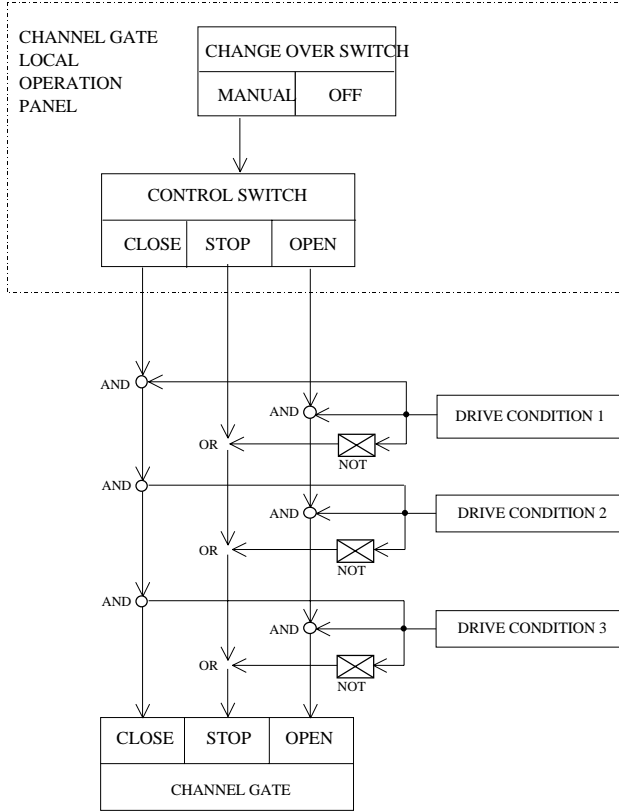 CHANNEL GATE
LOCAL
OPERATION
PANEL
CHANGE OVER SWITCH
MANUAL OFF
CONTROL SWITCH
CLOSE STOP OPEN
AND
AND
DRIVE CONDITION 1
OR
NOT
AND
AND
DRIVE CONDITION 2
OR
NOT
AND
AND
DRIVE CONDITION 3
OR
NOT
CLOSE STOP OPEN
CHANNEL GATE